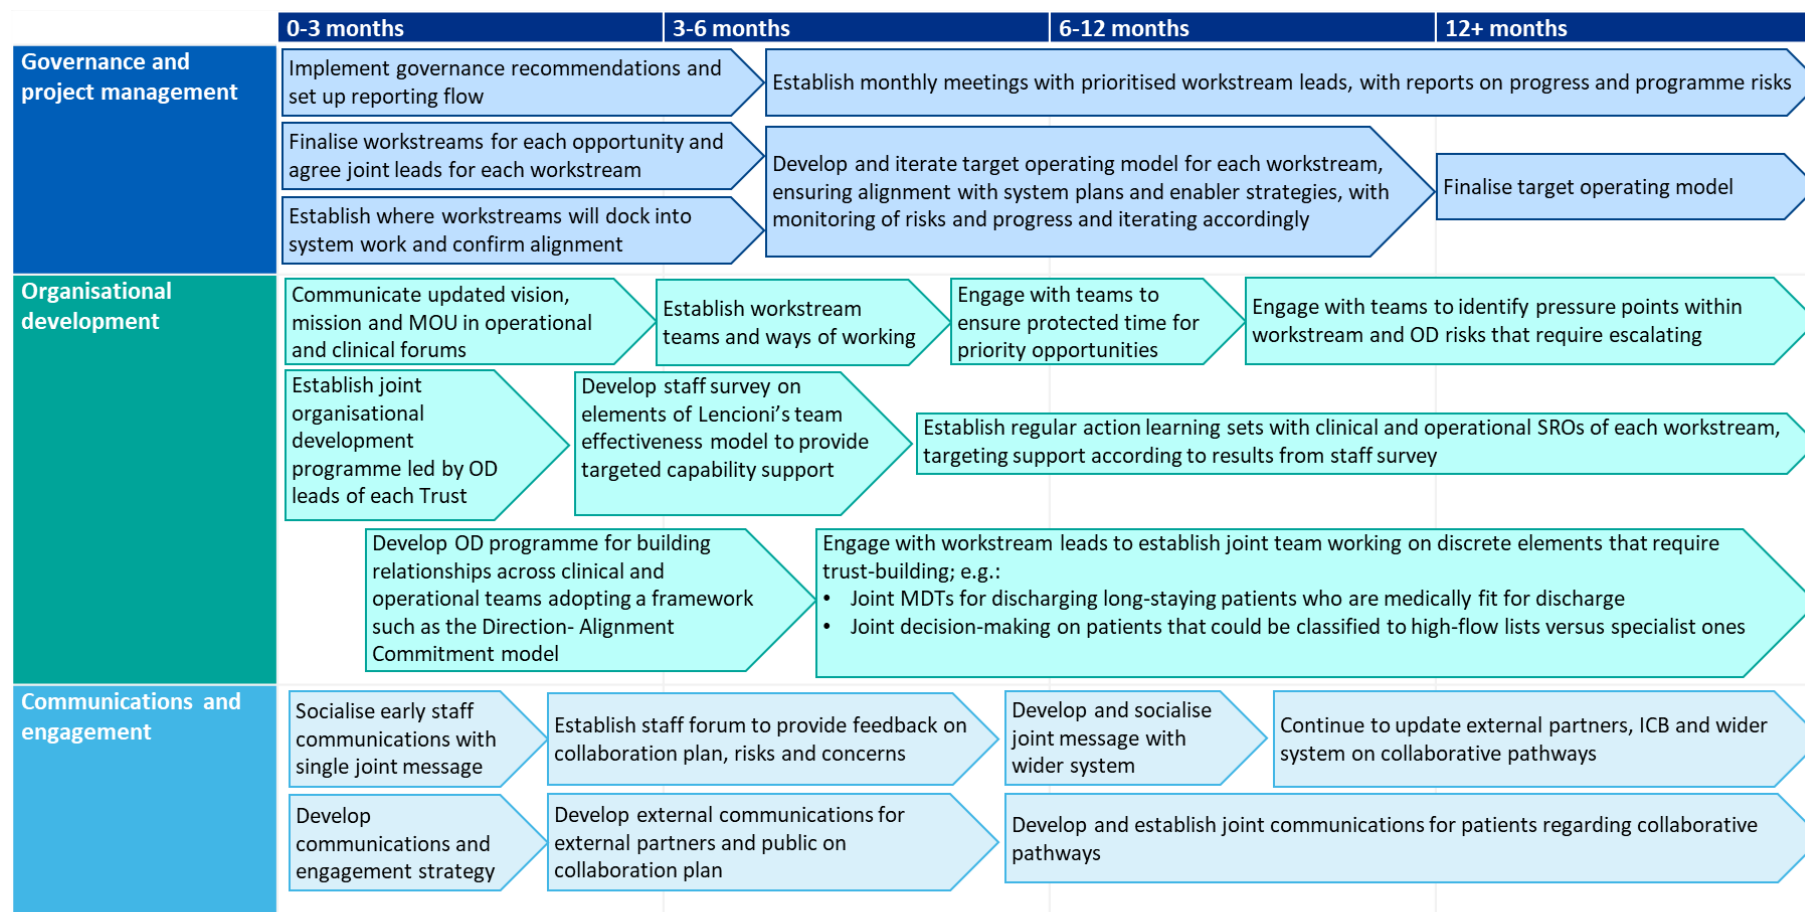 0-3 months
3-6 months
6-12 months
12+ months
Governance and
project management
Implement governance recommendations and
set up reporting flow
Establish monthly meetings with prioritised workstream leads, with reports on progress and programme risks
Finalise workstreams for each opportunity and
agree joint leads for each workstream
Establish where workstreams will dock into
system work and confirm alignment
Develop and iterate target operating model for each workstream,
ensuring alignment with system plans and enabler strategies, with
monitoring of risks and progress and iterating accordingly
Finalise target operating model
Organisational
development
Communicate updated vision,
mission and MOU in operational
and clinical forums
Establish workstream
teams and ways of working
Engage with teams to
ensure protected time for
priority opportunities
Engage with teams to identify pressure points within
workstream and OD risks that require escalating
Establish joint
organisational
development
programme led by OD
leads of each Trust
Develop staff survey on
elements of Lencioni's team
effectiveness model to provide
targeted capability support
Establish regular action learning sets with clinical and operational SROs of each workstream,
targeting support according to results from staff survey
Develop OD programme for building
relationships across clinical and
operational teams adopting a framework
such as the Direction- Alignment
Commitment model
Engage with workstream leads to establish joint team working on discrete elements that require
trust-building; e.g.:
• Joint MDTs for discharging long-staying patients who are medically fit for discharge
• Joint decision-making on patients that could be classified to high-flow lists versus specialist ones
Communications and
engagement
Socialise early staff
communications with
single joint message
Establish staff forum to provide feedback on
collaboration plan, risks and concerns
Develop and socialise
joint message with
wider system
Continue to update external partners, ICB and wider
system on collaborative pathways
Develop
communications and
engagement strategy
Develop external communications for
external partners and public on
collaboration plan
Develop and establish joint communications for patients regarding collaborative
pathways